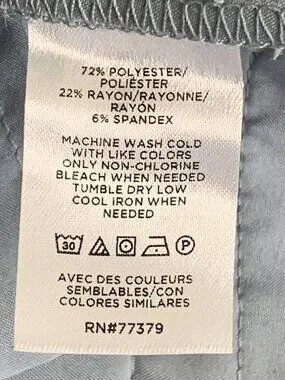 72% POLYESTER/
POLIÉSTER
22% RAYON/RAYONNE/
RAYÓN
6% SPANDEX
MACHINE WASH COLD
WITH LIKE COLORS
ONLY NON-CHLORINE
BLEACH WHEN NEEDED
TUMBLE DRY LOW
COOL IRON WHEN
NEEDED
30 P
AVEC DES COULEURS
SEMBLABLES/CON
COLORES SIMILARES
RN#77379